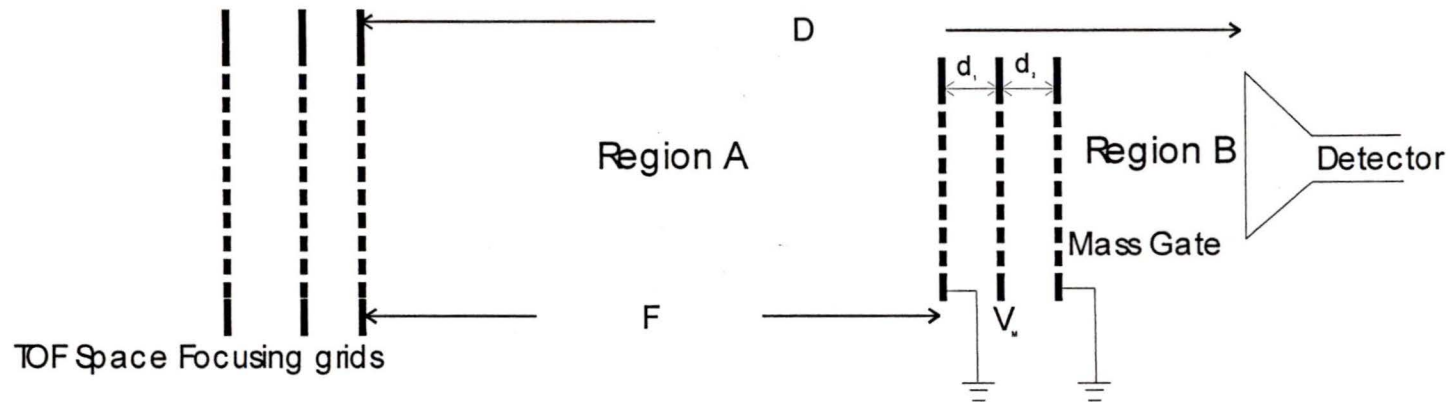 D
d₁ d₂
Region A
Region B
Detector
Mass Gate
F
Vₘ
TOF Space Focusing grids